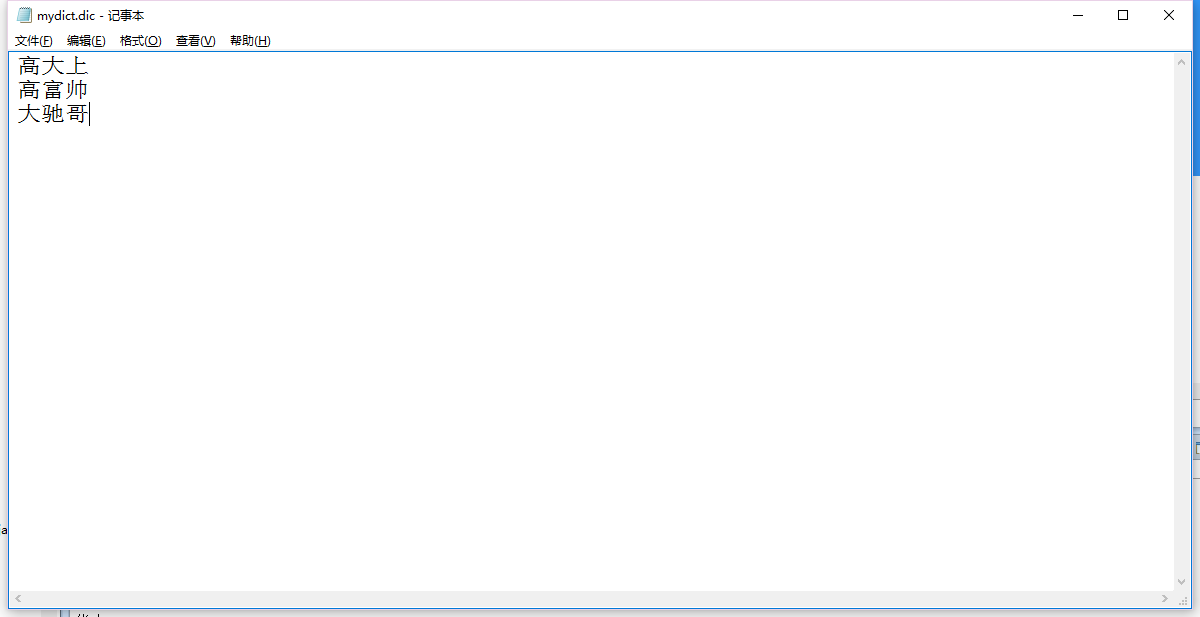 mydict.dic - 记事本
文件(F) 编辑(E) 格式(O) 查看(V) 帮助(H)
高大上
高富帅
大驰哥
a